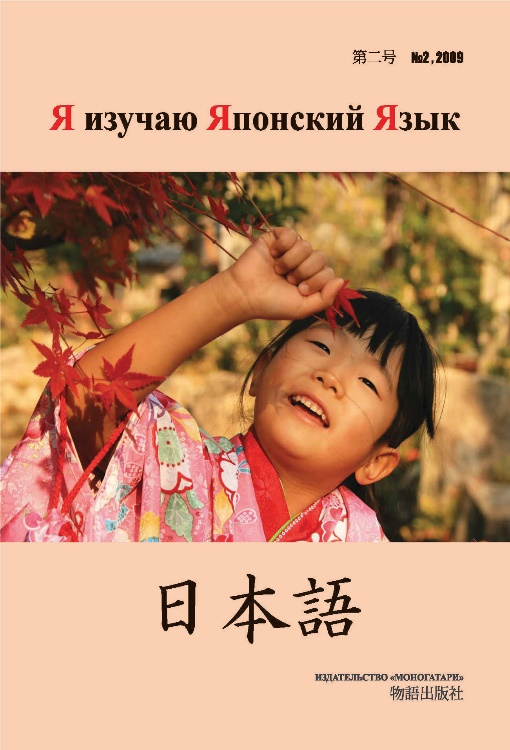 第二号 №2, 2009
Я изучаю Японский Язык
日本語
ИЗДАТЕЛЬСТВО «МОНОГАТАРИ»
物語出版社